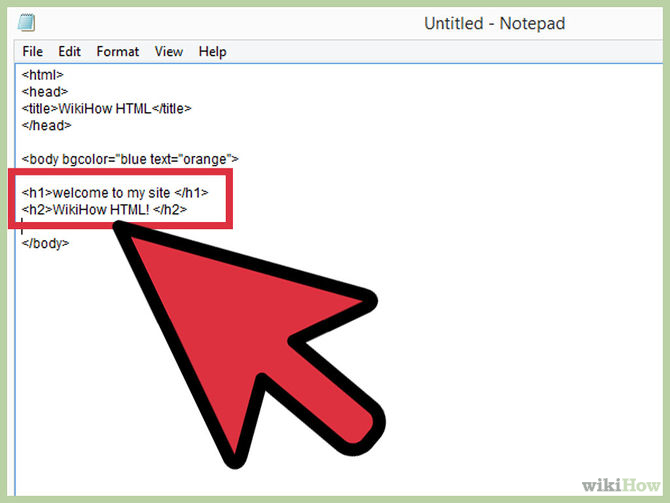 Untitled - Notepad
File Edit Format View Help
<html>
<head>
<title>WikiHow HTML</title>
</head>
<body bgcolor="blue text="orange">
<h1>welcome to my site </h1>
<h2>WikiHow HTML! </h2>
</body>
wikiHow